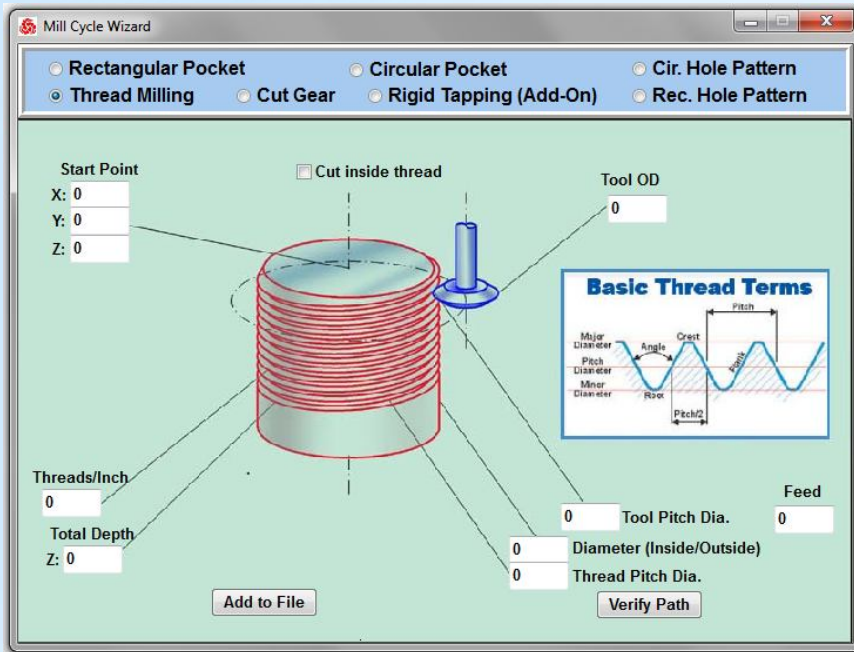 Mill Cycle Wizard
Rectangular Pocket Circular Pocket Cir. Hole Pattern
Thread Milling Cut Gear Rigid Tapping (Add-On) Rec. Hole Pattern
Start Point
X: 0
Y: 0
Z: 0
Cut inside thread
Tool OD
0
Basic Thread Terms
Pitch
Major
Diameter
Angle
Crest
Pitch
Diameter
Flank
Minor
Diameter
Root
Pitch/2
Threads/Inch
0
Total Depth
Z: 0
Feed
0
0 Tool Pitch Dia.
0 Diameter (Inside/Outside)
0 Thread Pitch Dia.
Add to File
Verify Path